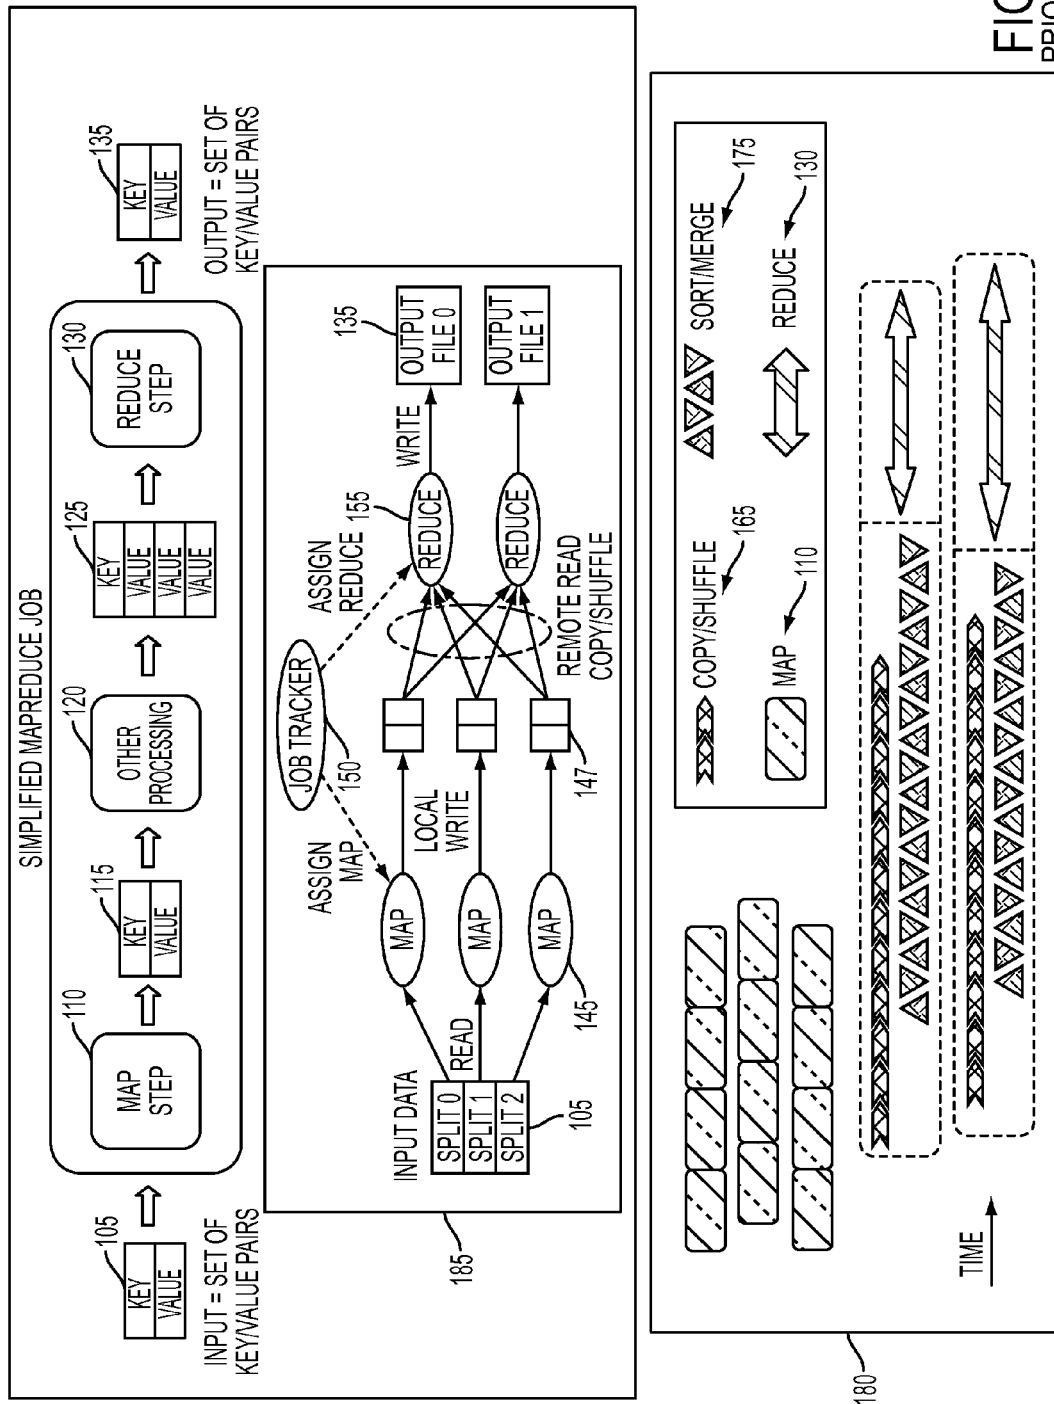 SIMPLIFIED MAPREDUCE JOB
105
KEY
VALUE
INPUT = SET OF
KEY/VALUE PAIRS
110
MAP
STEP
115
KEY
VALUE
120
OTHER
PROCESSING
125
KEY
VALUE
VALUE
VALUE
130
REDUCE
STEP
135
KEY
VALUE
OUTPUT = SET OF
KEY/VALUE PAIRS
185
INPUT DATA
SPLIT 0
SPLIT 1
SPLIT 2
105
READ
MAP
MAP
MAP
145
ASSIGN
MAP
JOB TRACKER
150
ASSIGN
REDUCE
LOCAL
WRITE
147
REMOTE READ
COPY/SHUFFLE
REDUCE
155
REDUCE
WRITE
OUTPUT
FILE 0
135
OUTPUT
FILE 1
180
COPY/SHUFFLE
165
SORT/MERGE
175
MAP
110
REDUCE
130
TIME